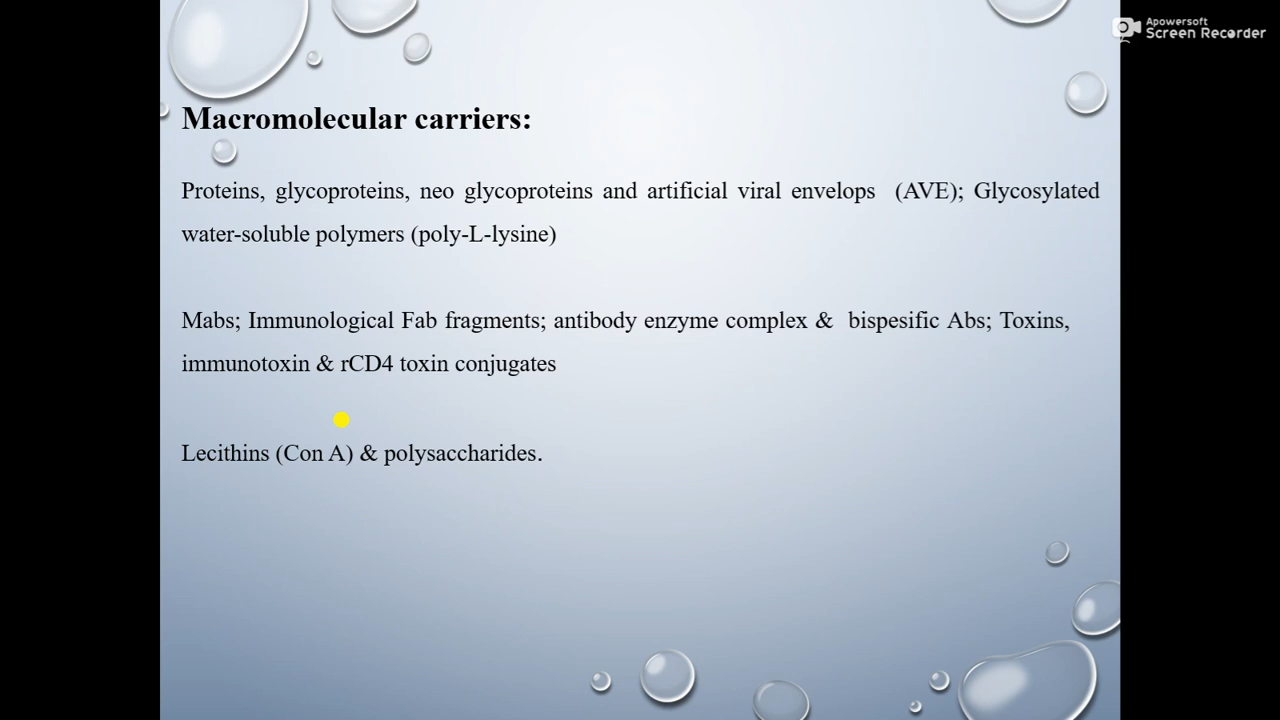 Apowersoft
Screen Recorder
Macromolecular carriers:
Proteins, glycoproteins, neo glycoproteins and artificial viral envelops (AVE); Glycosylated
water-soluble polymers (poly-L-lysine)
Mabs; Immunological Fab fragments; antibody enzyme complex & bispesific Abs; Toxins,
immunotoxin & rCD4 toxin conjugates
Lecithins (Con A) & polysaccharides.